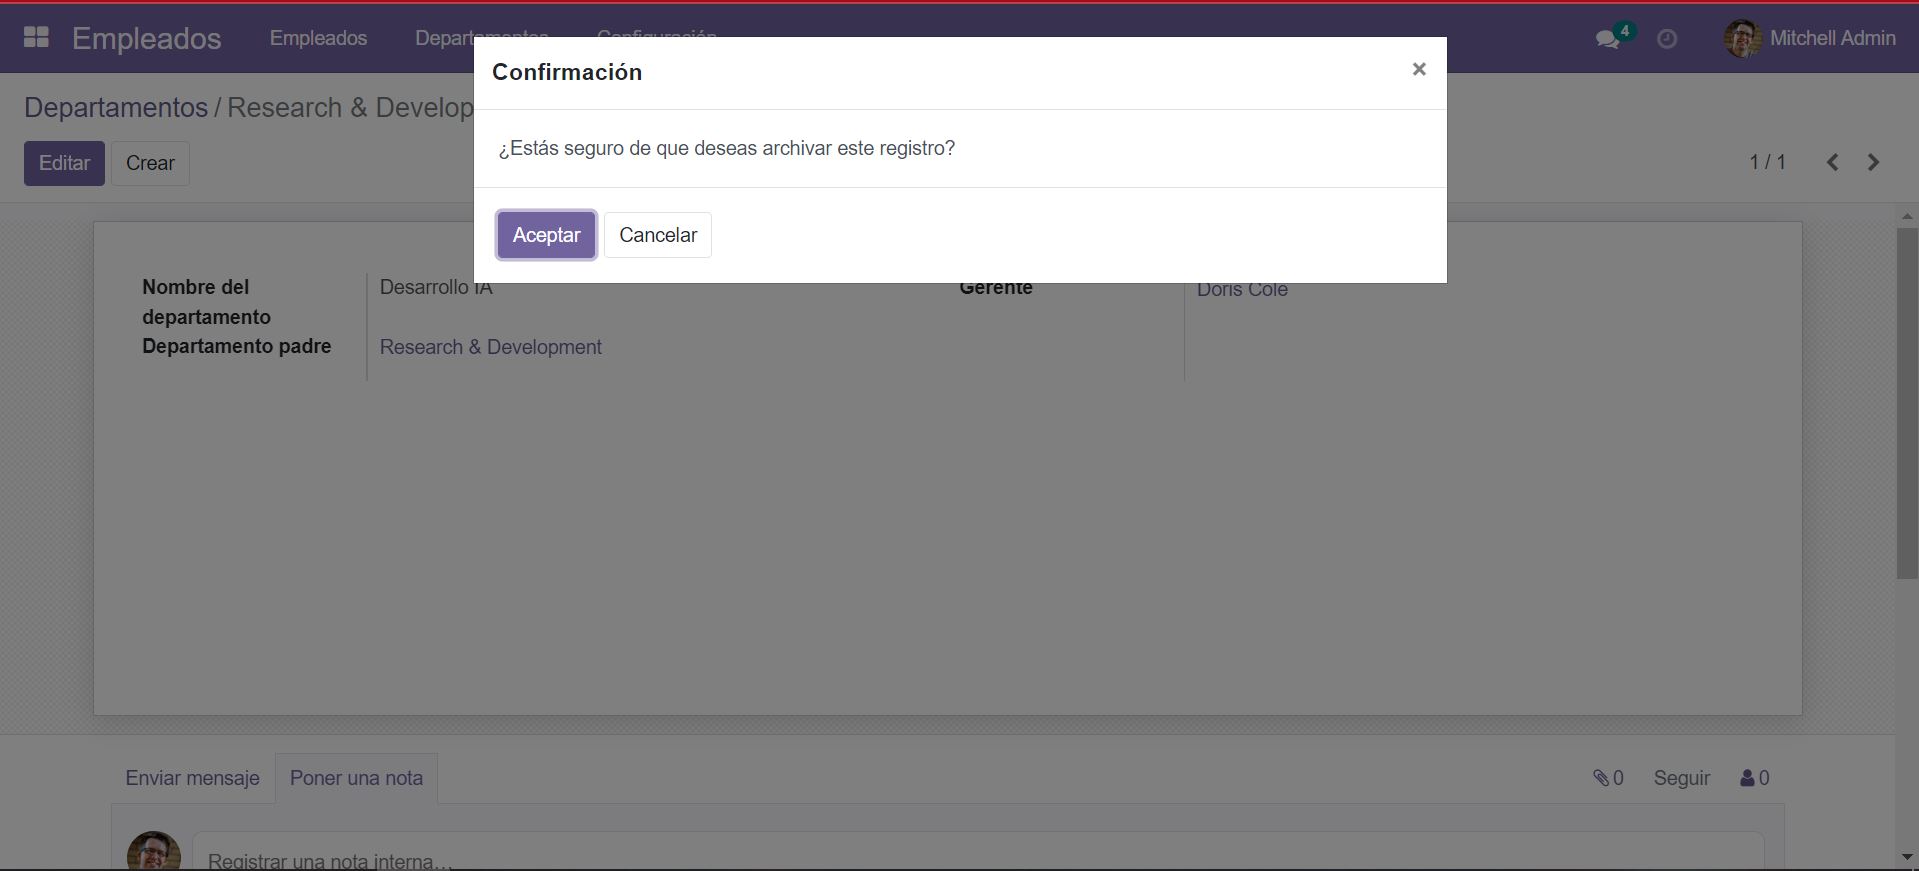 Empleados Empleados Departamentos Configuración 4 Mitchell Admin
Confirmación ×
Departamentos / Research & Develop
¿Estás seguro de que deseas archivar este registro?
Editar Crear 1 / 1
Aceptar Cancelar
Nombre del departamento Desarrollo IA Gerente Doris Cole
Departamento padre Research & Development
Enviar mensaje Poner una nota 0 Seguir 0
Registrar una nota interna...